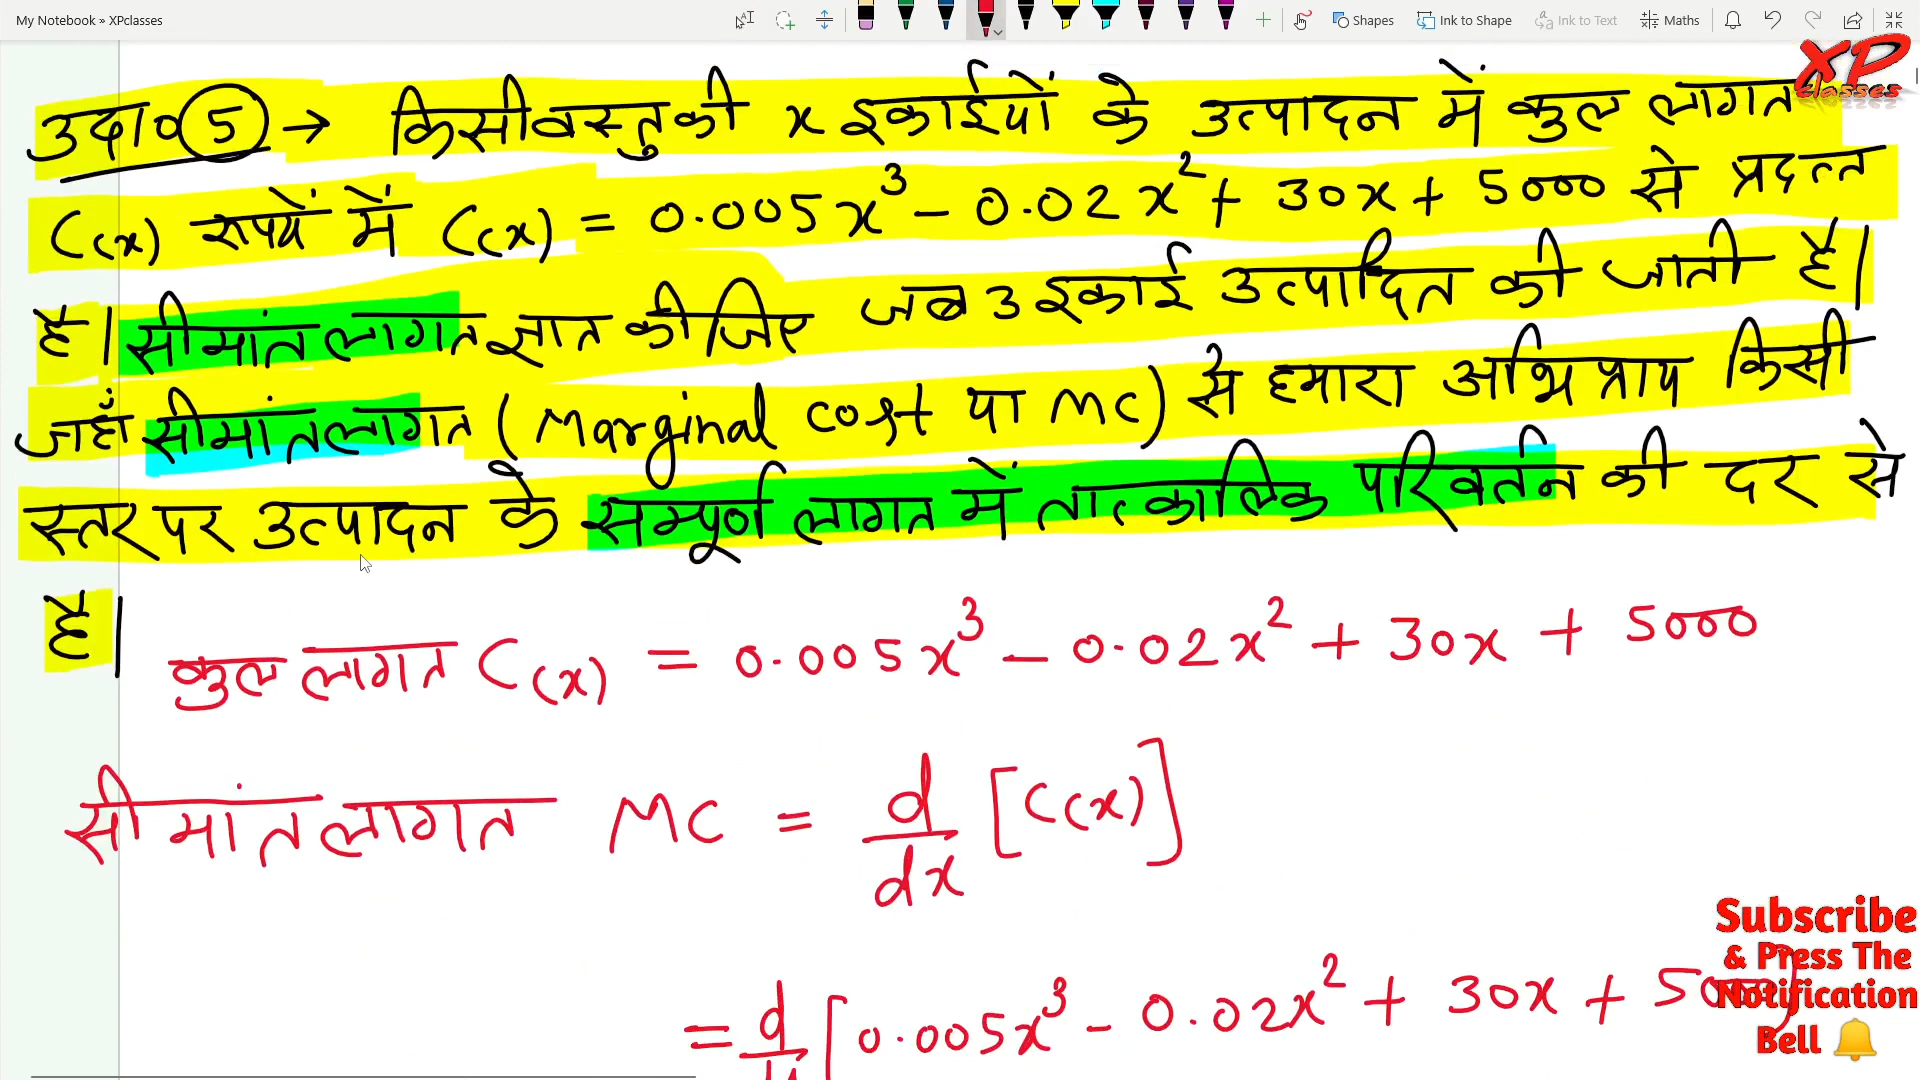 My Notebook » XPclasses
Shapes Ink to Shape Ink to Text Maths
XP
classes
उदा० 5 → किसी वस्तु की x इकाईयों के उत्पादन में कुल लागत
C(x) रूपयें में C(x) = 0.005x³ - 0.02x² + 30x + 5000 से प्रदत्त
है। सीमांत लागत ज्ञात कीजिए जब 3 इकाई उत्पादित की जाती है।
जहाँ सीमांत लागत (Marginal Cost या MC) से हमारा अभिप्राय किसी
स्तर पर उत्पादन के सम्पूर्ण लागत में तात्कालिक परिवर्तन की दर से
है।
कुल लागत C(x) = 0.005x³ - 0.02x² + 30x + 5000
सीमांत लागत MC = d/dx [C(x)]
= d/ [0.005x³ - 0.02x² + 30x + 5000]
Subscribe
& Press The
Notification
Bell